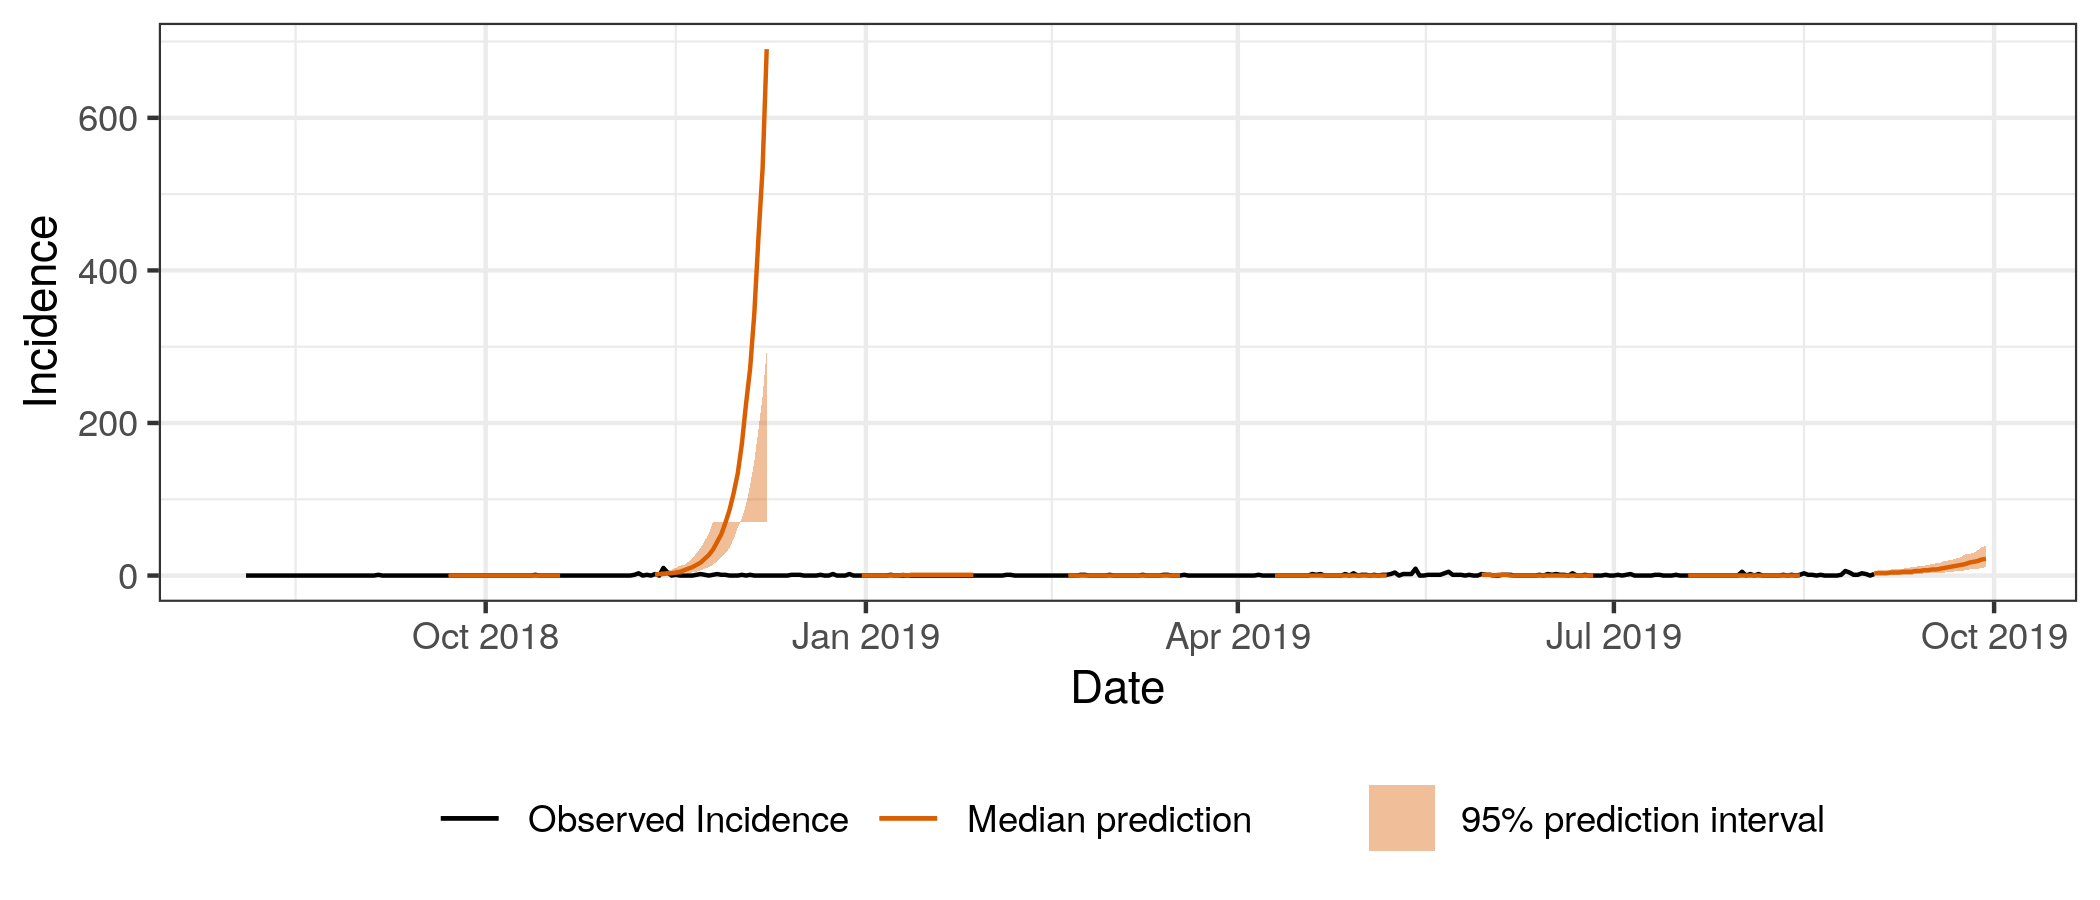 Incidence
600
400
200
0
Oct 2018 Jan 2019 Apr 2019 Jul 2019 Oct 2019
Date
Observed Incidence Median prediction 95% prediction interval